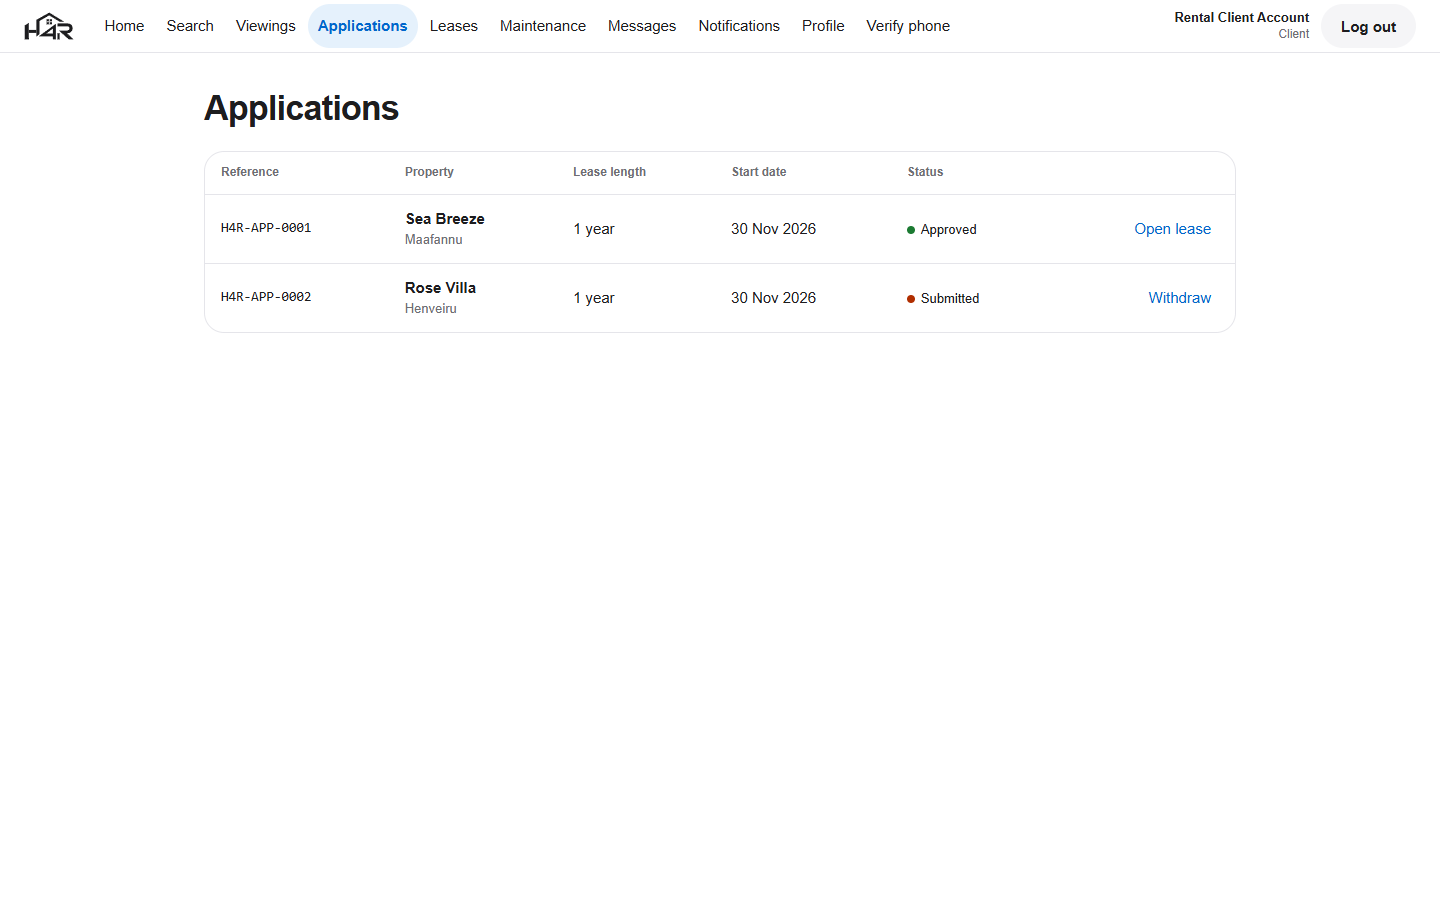 H4R
Home Search Viewings Applications Leases Maintenance Messages Notifications Profile Verify phone
Rental Client Account
Client
Log out
Applications
Reference Property Lease length Start date Status
H4R-APP-0001 Sea Breeze 1 year 30 Nov 2026 Approved Open lease
Maafannu
H4R-APP-0002 Rose Villa 1 year 30 Nov 2026 Submitted Withdraw
Henveiru